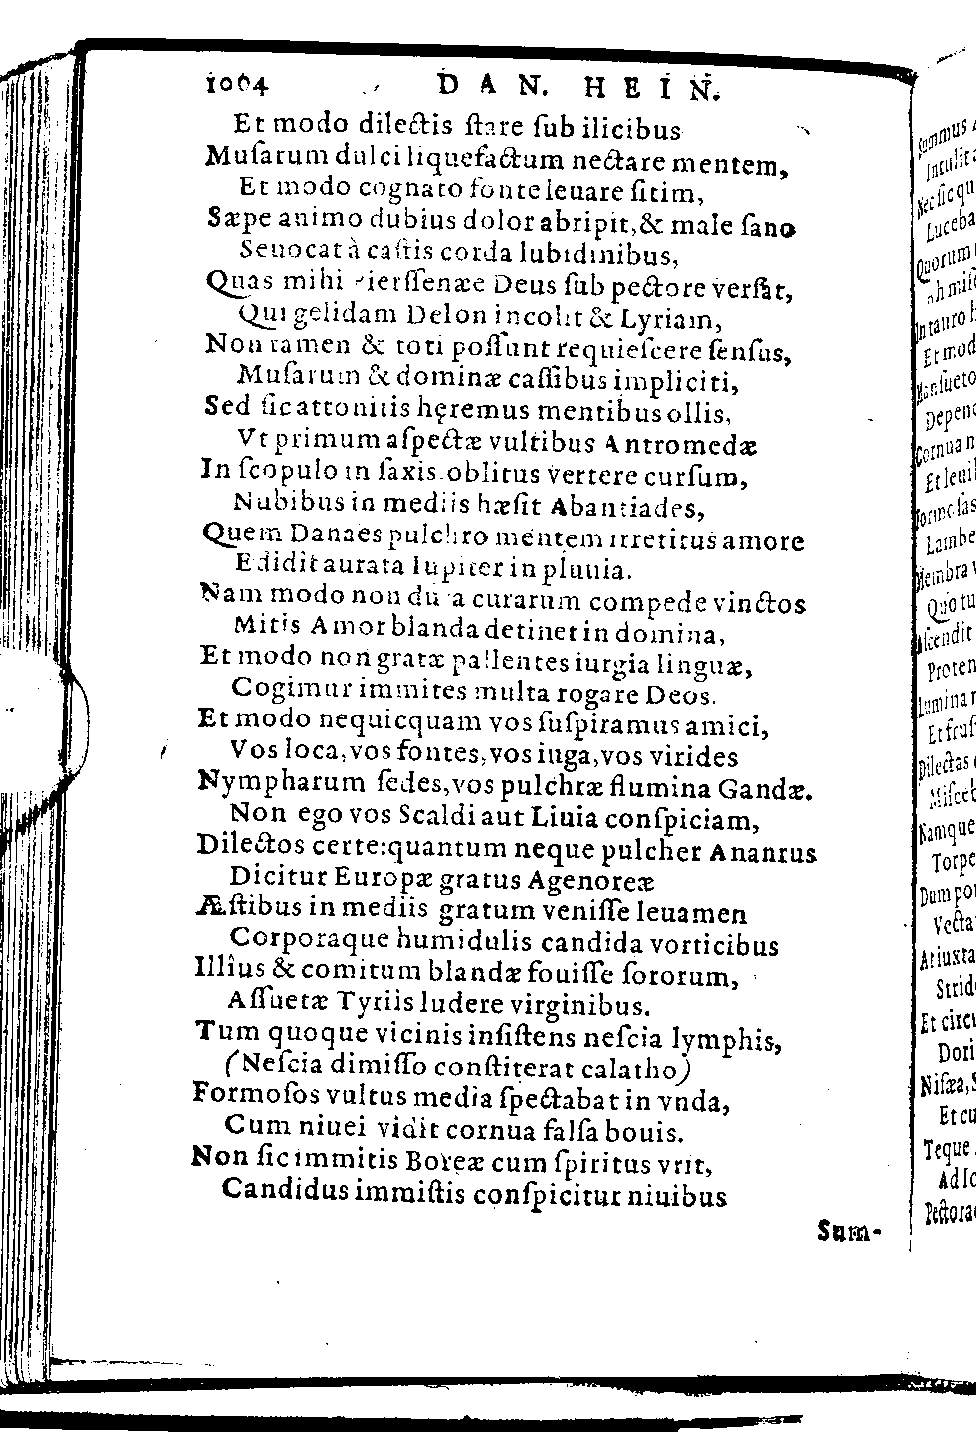 1004 DAN. HEIN.
Et modo dilectis ſtare ſub ilicibus
Muſarum dulci liquefactum nectare mentem,
Et modo cognato fonte leuare ſitim,
Sæpe animo dubius dolor abripit, & male ſano
Seuocat à caſtis corda lubidinibus,
Quas mihi Deus ſub pectore verſat,
Qui gelidam Delon incolit & Lyriam,
Non tamen & toti poſſunt requieſcere ſenſus,
Muſarum & dominæ caſſibus impliciti,
Sed ſic attonitis hęremus mentibus ollis,
Vt primum aſpectæ vultibus Antromedæ
In ſcopulo in ſaxis oblitus vertere curſum,
Nubibus in mediis hæſit Abantiades,
Quem Danaes pulchro mentem irretitus amore
Edidit aurata Iupiter in pluuia.
Nam modo non dura curarum compede vinctos
Mitis Amor blanda detinet in domina,
Et modo non gratæ pallentes iurgia linguæ,
Cogimur immites multa rogare Deos.
Et modo nequicquam vos ſuſpiramus amici,
Vos loca, vos fontes, vos iuga, vos virides
Nympharum ſedes, vos pulchræ flumina Gandæ.
Non ego vos Scaldi aut Liuia conſpiciam,
Dilectos certe: quantum neque pulcher Anantus
Dicitur Europæ gratus Agenoreæ
Æſtibus in mediis gratum veniſſe leuamen
Corporaque humidulis candida vorticibus
Illîus & comitum blandæ fouiſſe ſororum,
Aſſuetæ Tyriis ludere virginibus.
Tum quoque vicinis inſiſtens neſcia lymphis,
(Neſcia dimiſſo conſtiterat calatho)
Formoſos vultus media ſpectabat in vnda,
Cum niuei vidit cornua falſa bouis.
Non ſic immitis Boreæ cum ſpiritus vrit,
Candidus immiſtis conſpicitur niuibus
Sum-